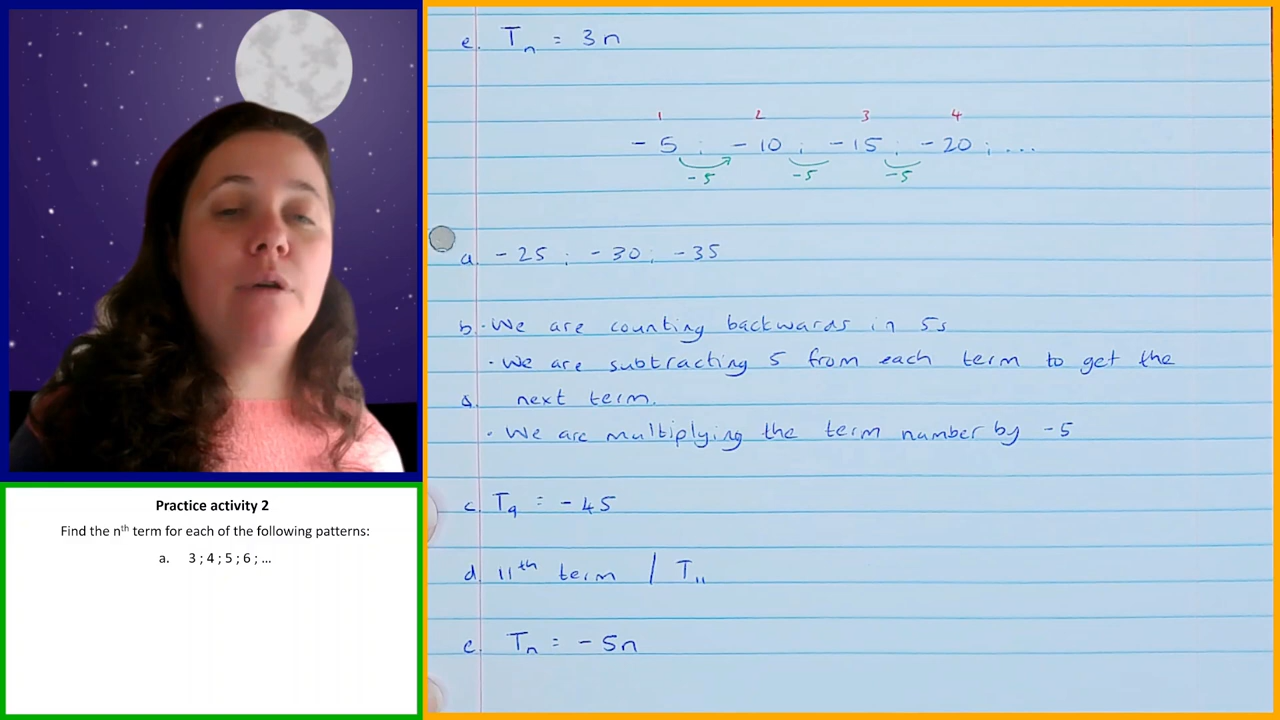 e. Tn = 3n
1 2 3 4
-5 ; -10 ; -15 ; -20 ; ...
-5 -5 -5
a. -25 ; -30 ; -35
b. · We are counting backwards in 5s
· We are subtracting 5 from each term to get the
next term.
· We are multiplying the term number by -5
c. T9 = -45
d. 11th term / T11
e. Tn = -5n
Practice activity 2
Find the nth term for each of the following patterns:
a. 3 ; 4 ; 5 ; 6 ; ...